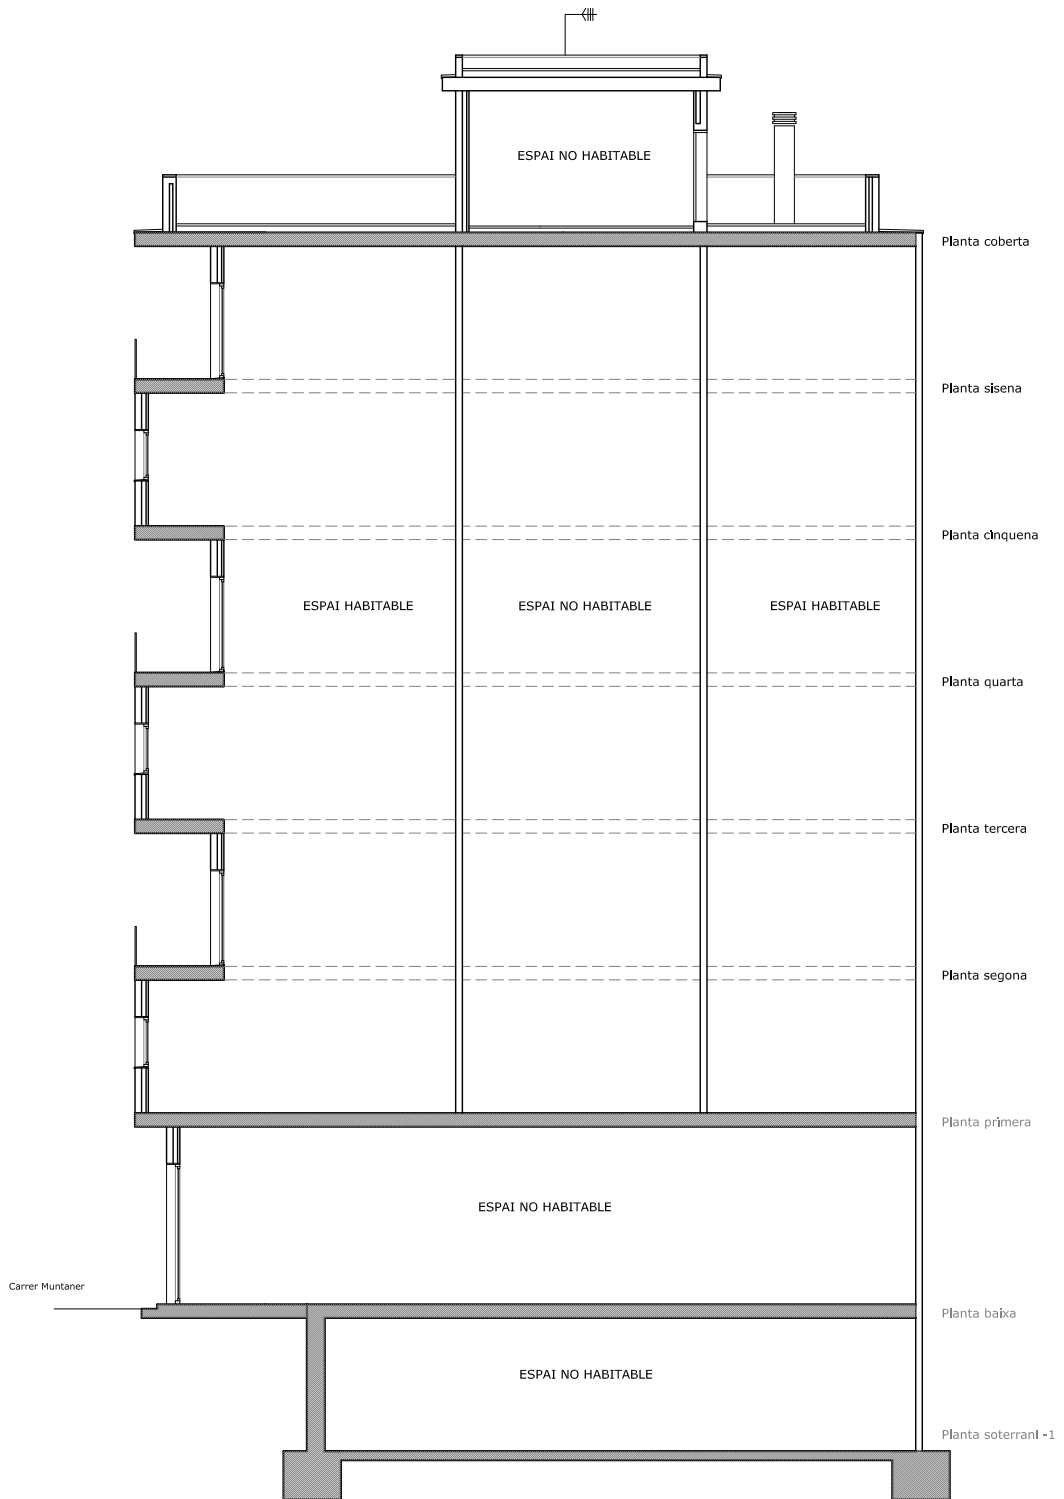 ESPAI NO HABITABLE
Planta coberta
Planta sisena
Planta cinquena
ESPAI HABITABLE
ESPAI NO HABITABLE
ESPAI HABITABLE
Planta quarta
Planta tercera
Planta segona
Planta primera
ESPAI NO HABITABLE
Carrer Muntaner
Planta baixa
ESPAI NO HABITABLE
Planta soterrani -1